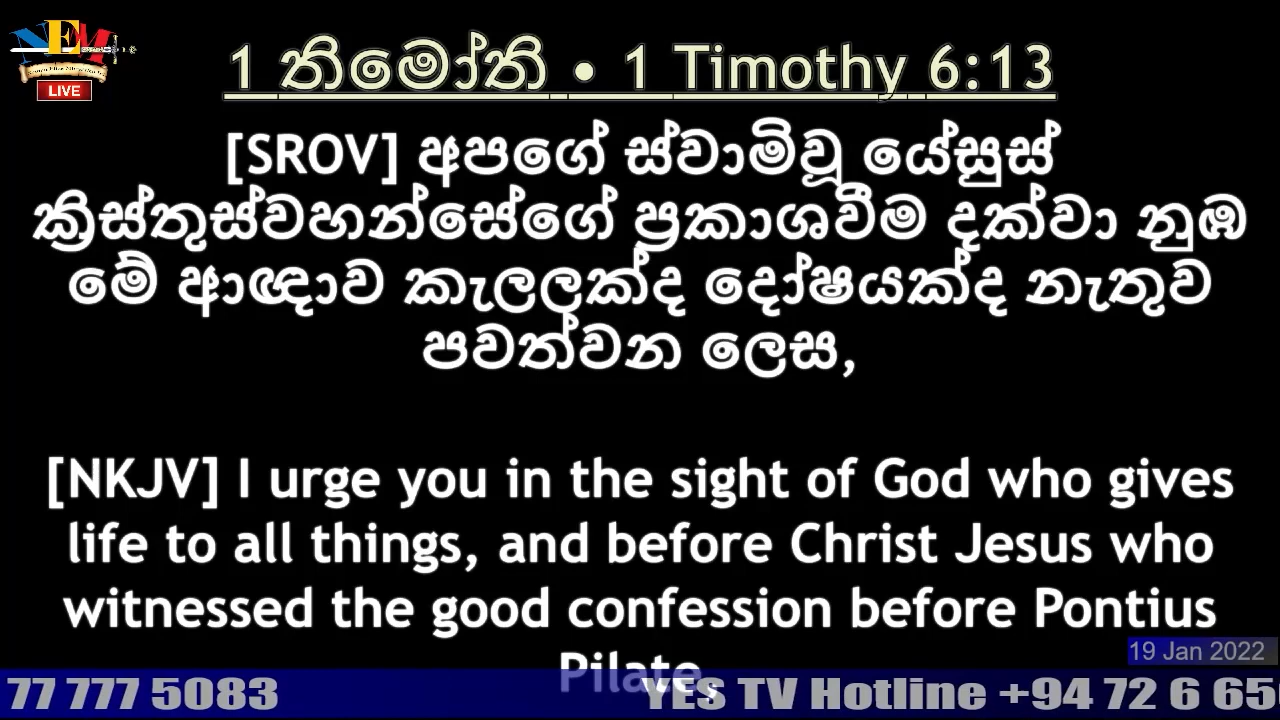 NEM
LIVE
1 තිමෝති • 1 Timothy 6:13
[SROV] අපගේ ස්වාමිවූ යේසුස්
ක්‍රිස්තුස්වහන්සේගේ ප්‍රකාශවීම දක්වා නුඹ
මේ ආඥාව කැලලක්ද දෝෂයක්ද නැතුව
පවත්වන ලෙස,
[NKJV] I urge you in the sight of God who gives
life to all things, and before Christ Jesus who
witnessed the good confession before Pontius
Pilate,
19 Jan 2022
77 777 5083 YES TV Hotline +94 72 6 65